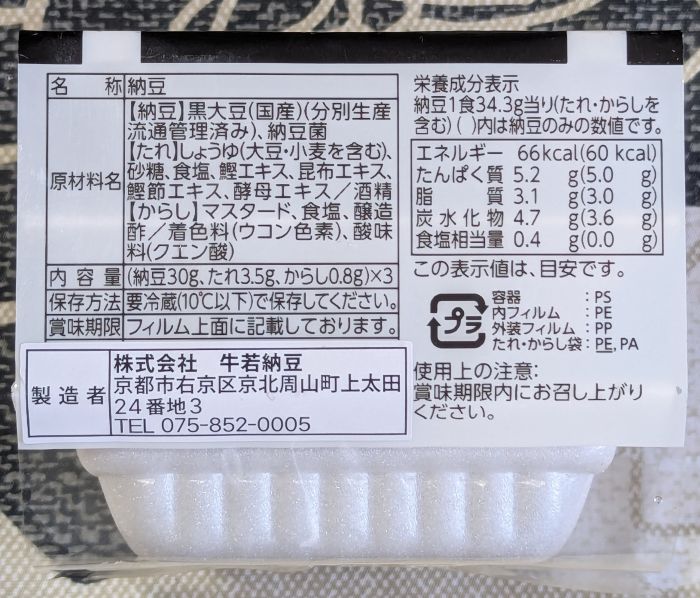 名称 納豆
原材料名 【納豆】黒大豆(国産)(分別生産
流通管理済み)、納豆菌
【たれ】しょうゆ(大豆・小麦を含む)、
砂糖、食塩、鰹エキス、昆布エキス、
鰹節エキス、酵母エキス／酒精
【からし】マスタード、食塩、醸造
酢／着色料(ウコン色素)、酸味
料(クエン酸)
内容量 (納豆30g、たれ3.5g、からし0.8g)×3
保存方法 要冷蔵(10℃以下)で保存してください。
賞味期限 フィルム上面に記載しております。
製造者 株式会社 牛若納豆
京都市右京区京北周山町上太田
24番地3
TEL 075-852-0005
栄養成分表示
納豆1食34.3g当り(たれ・からしを
含む) ( )内は納豆のみの数値です。
エネルギー 66kcal(60 kcal)
たんぱく質 5.2 g(5.0 g)
脂質 3.1 g(3.0 g)
炭水化物 4.7 g(3.6 g)
食塩相当量 0.4 g(0.0 g)
この表示値は、目安です。
プラ
容器 : PS
内フィルム : PE
外装フィルム : PP
たれ・からし袋 : PE, PA
使用上の注意:
賞味期限内にお召し上がり
ください。